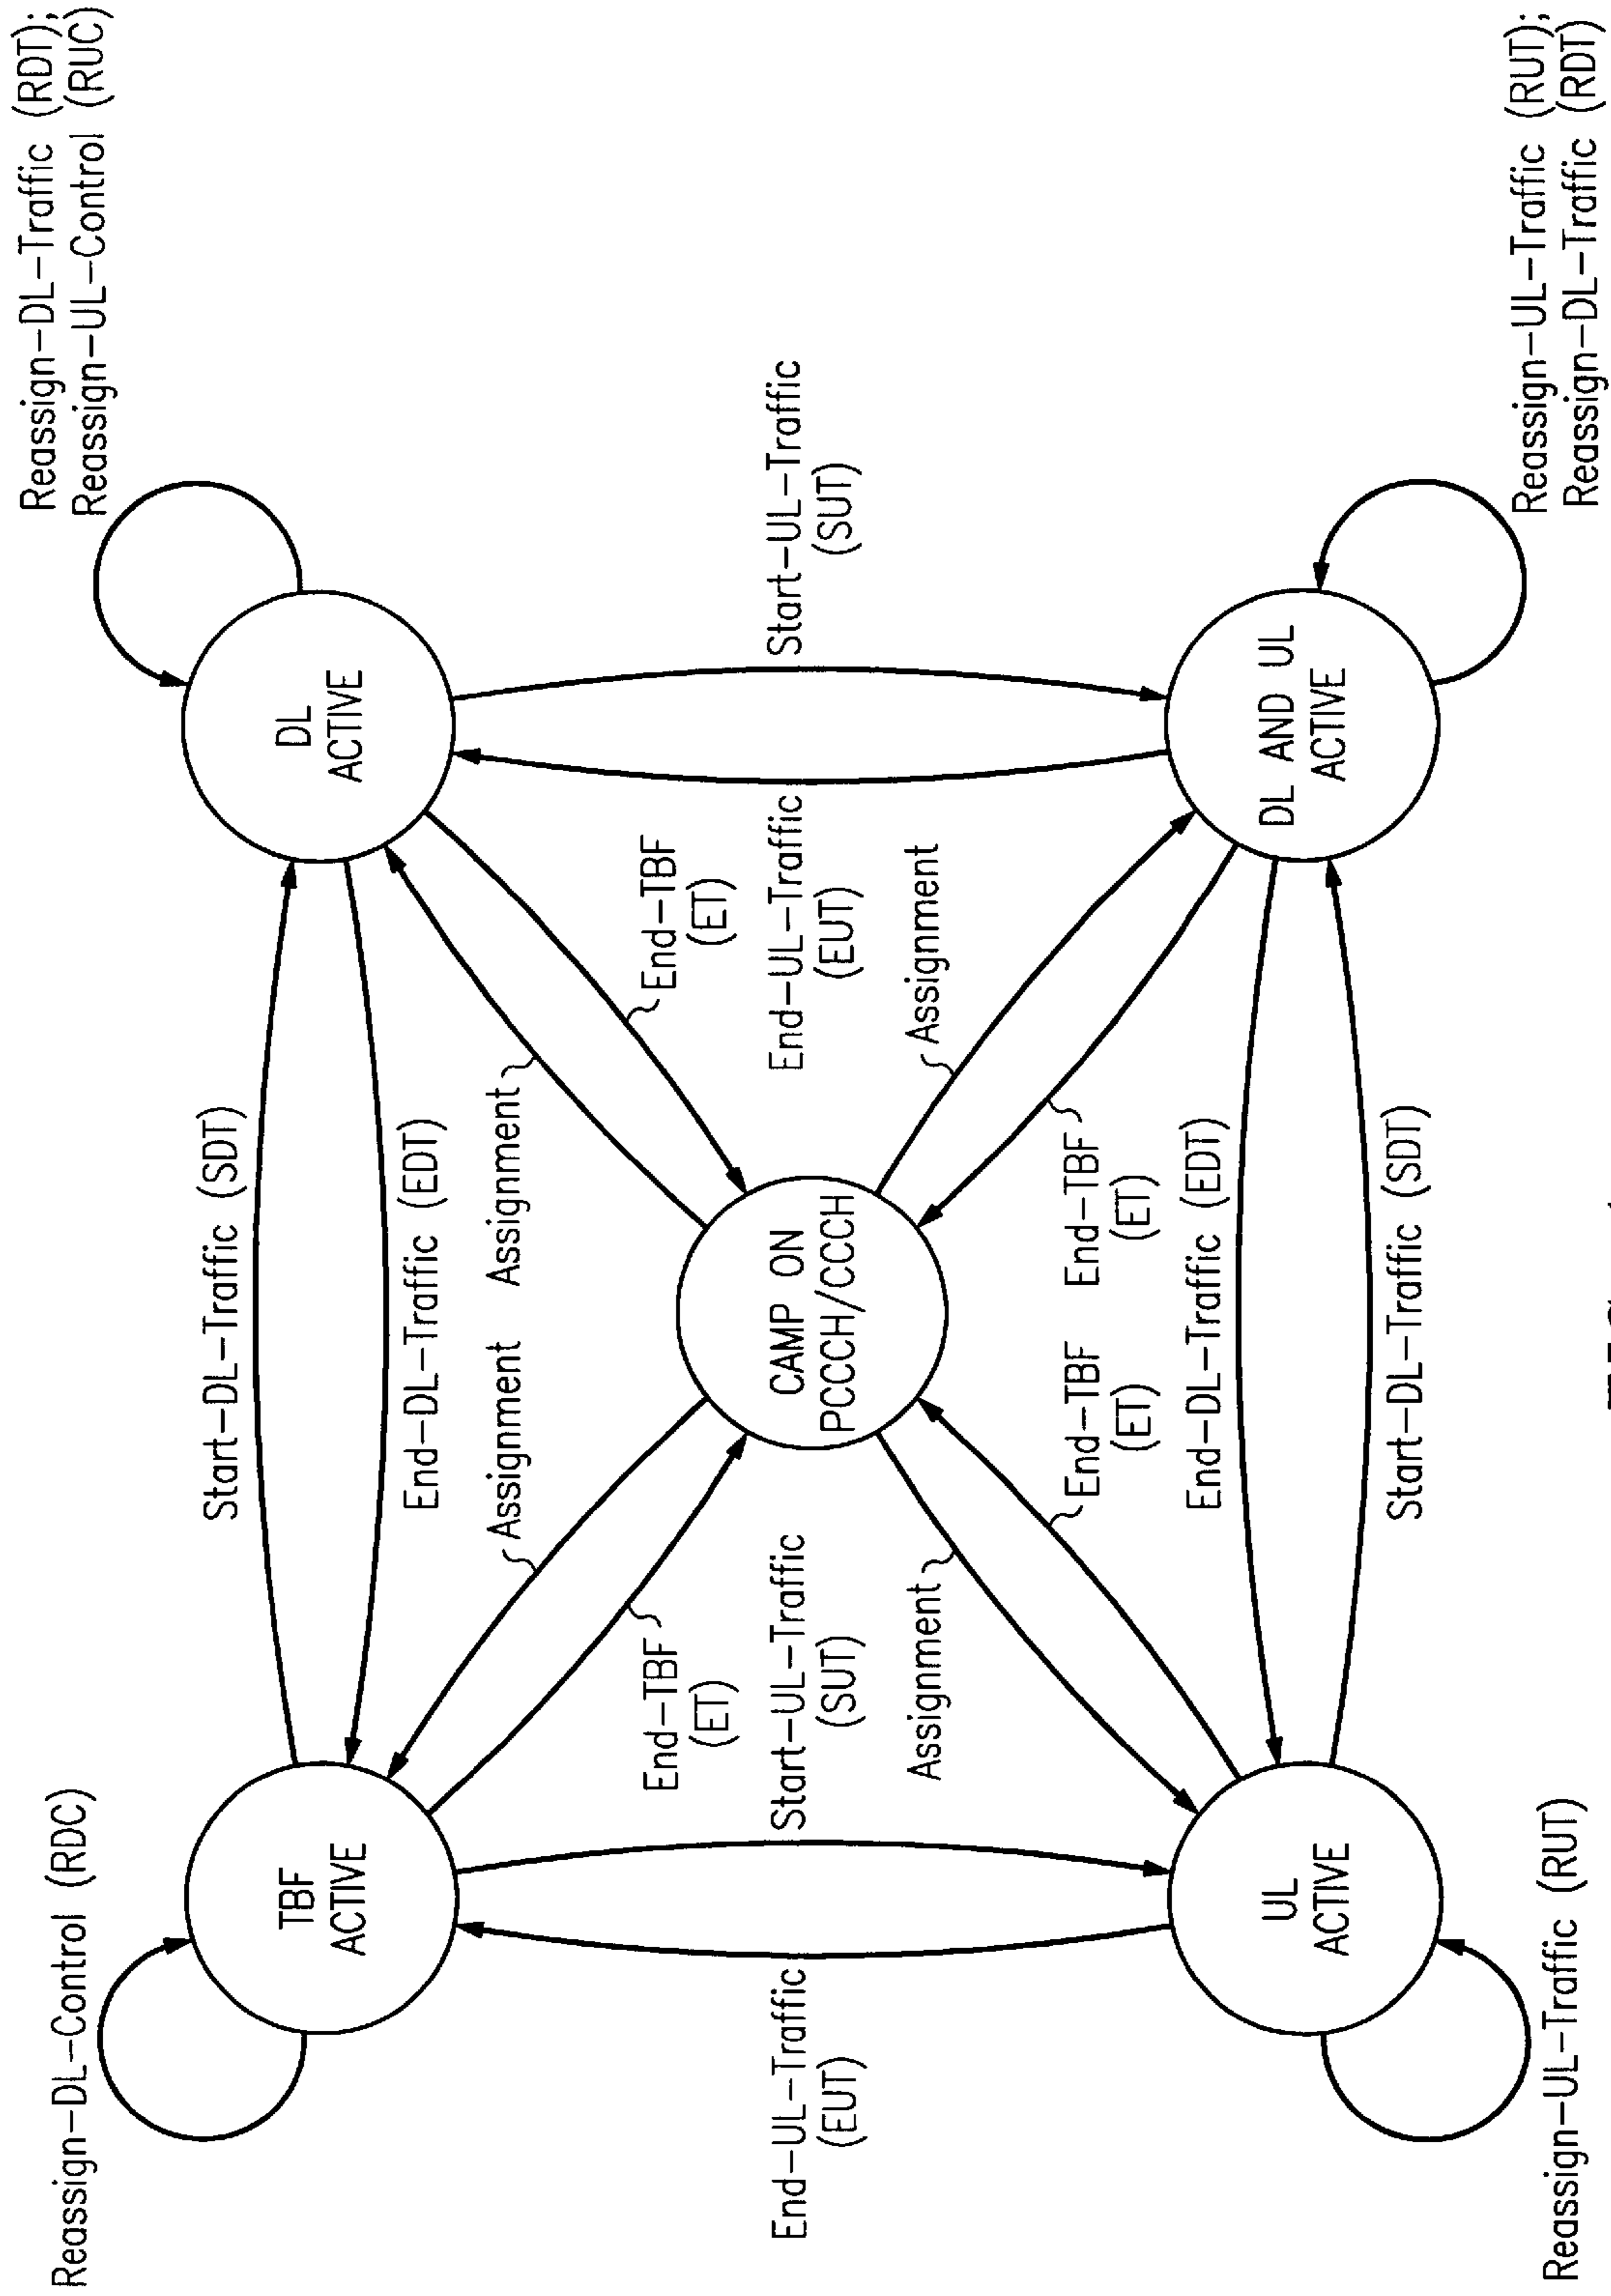 Reassign-DL-Control (RDC)
Reassign-DL-Traffic (RDT);
Reassign-UL-Control (RUC)
Start-DL-Traffic (SDT)
TBF
ACTIVE
DL
ACTIVE
End-DL-Traffic (EDT)
Assignment
Assignment
End-TBF
(ET)
End-TBF
(ET)
End-UL-Traffic
(EUT)
Start-UL-Traffic
(SUT)
CAMP ON
PCCCH/CCCH
End-UL-Traffic
(EUT)
Start-UL-Traffic
(SUT)
Assignment
Assignment
End-TBF
(ET)
End-TBF
(ET)
End-DL-Traffic (EDT)
UL
ACTIVE
DL AND UL
ACTIVE
Start-DL-Traffic (SDT)
Reassign-UL-Traffic (RUT)
Reassign-UL-Traffic (RUT);
Reassign-DL-Traffic (RDT)